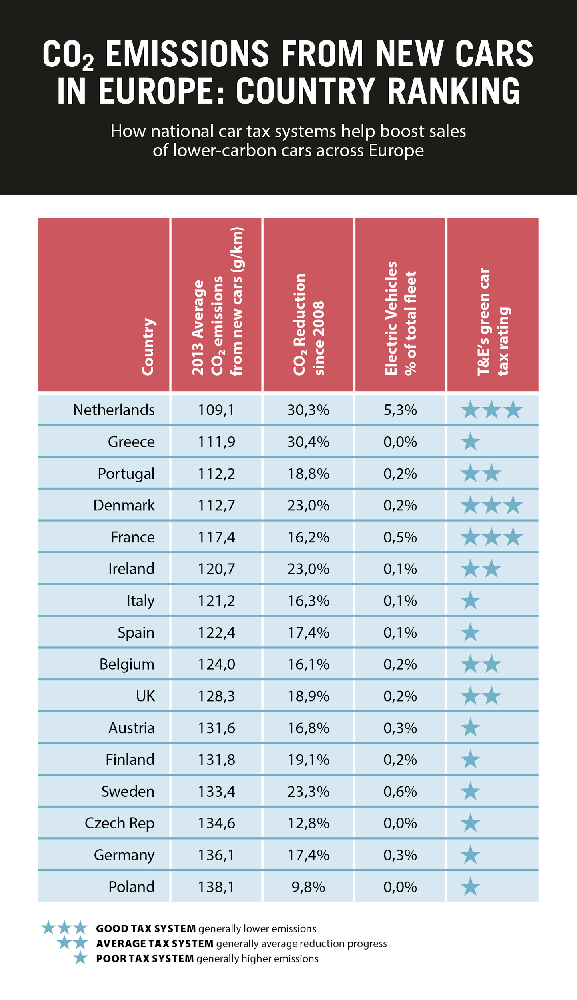 CO₂ EMISSIONS FROM NEW CARS
IN EUROPE: COUNTRY RANKING
How national car tax systems help boost sales
of lower-carbon cars across Europe
Country
2013 Average
CO₂ emissions
from new cars (g/km)
CO₂ Reduction
since 2008
Electric Vehicles
% of total fleet
T&E's green car
tax rating
Netherlands 109,1 30,3% 5,3% ★★★
Greece 111,9 30,4% 0,0% ★
Portugal 112,2 18,8% 0,2% ★★
Denmark 112,7 23,0% 0,2% ★★★
France 117,4 16,2% 0,5% ★★★
Ireland 120,7 23,0% 0,1% ★★
Italy 121,2 16,3% 0,1% ★
Spain 122,4 17,4% 0,1% ★
Belgium 124,0 16,1% 0,2% ★★
UK 128,3 18,9% 0,2% ★★
Austria 131,6 16,8% 0,3% ★
Finland 131,8 19,1% 0,2% ★
Sweden 133,4 23,3% 0,6% ★
Czech Rep 134,6 12,8% 0,0% ★
Germany 136,1 17,4% 0,3% ★
Poland 138,1 9,8% 0,0% ★
★★★ GOOD TAX SYSTEM generally lower emissions
★★ AVERAGE TAX SYSTEM generally average reduction progress
★ POOR TAX SYSTEM generally higher emissions